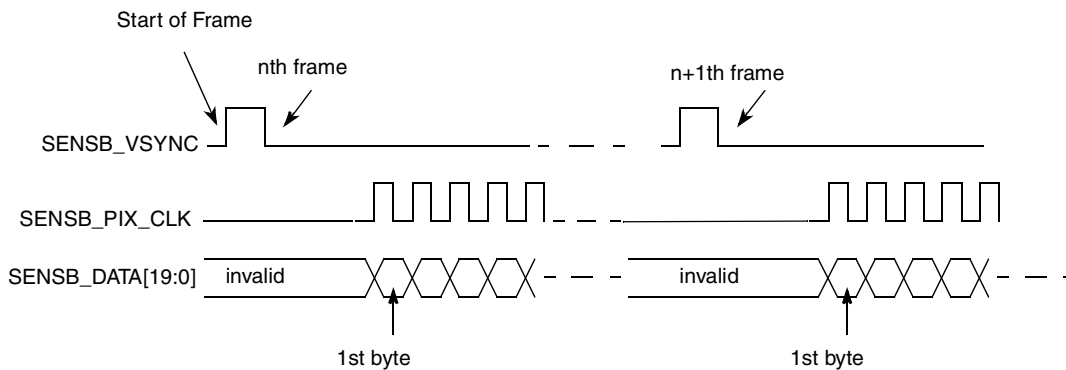 Start of Frame
nth frame
n+1th frame
SENSB_VSYNC
SENSB_PIX_CLK
SENSB_DATA[19:0]
invalid
invalid
1st byte
1st byte